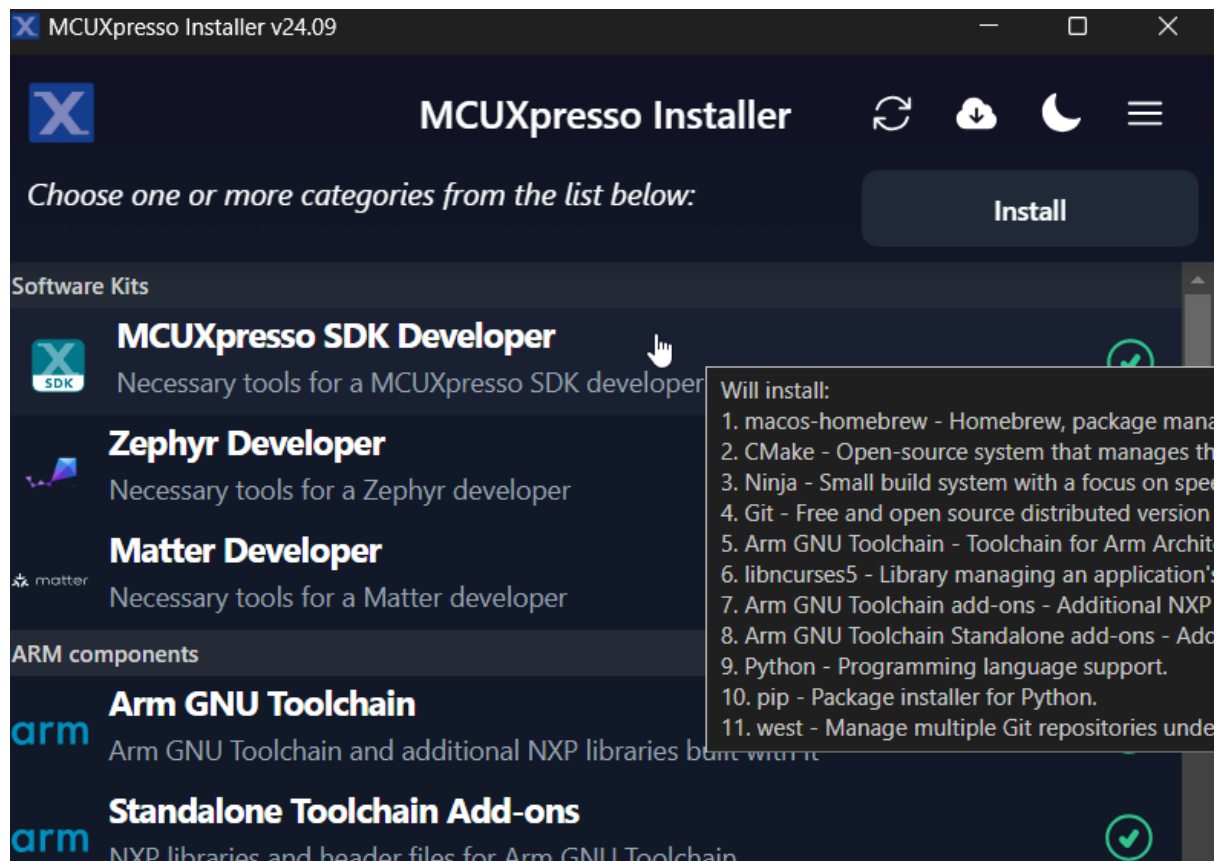 MCUXpresso Installer v24.09
MCUXpresso Installer
Choose one or more categories from the list below:
Install
Software Kits
MCUXpresso SDK Developer
SDK
Necessary tools for a MCUXpresso SDK developer
Zephyr Developer
Necessary tools for a Zephyr developer
Matter Developer
matter
Necessary tools for a Matter developer
Will install:
1. macos-homebrew - Homebrew, package
2. CMake - Open-source system that manages
3. Ninja - Small build system with a focus on
4. Git - Free and open source distributed version
5. Arm GNU Toolchain - Toolchain for Arm
6. libncurses5 - Library managing an application's
7. Arm GNU Toolchain add-ons - Additional NXP
8. Arm GNU Toolchain Standalone add-ons -
9. Python - Programming language support.
10. pip - Package installer for Python.
11. west - Manage multiple Git repositories
ARM components
Arm GNU Toolchain
arm
Arm GNU Toolchain and additional NXP libraries built with it
Standalone Toolchain Add-ons
arm
NXP libraries and header files for Arm GNU Toolchain